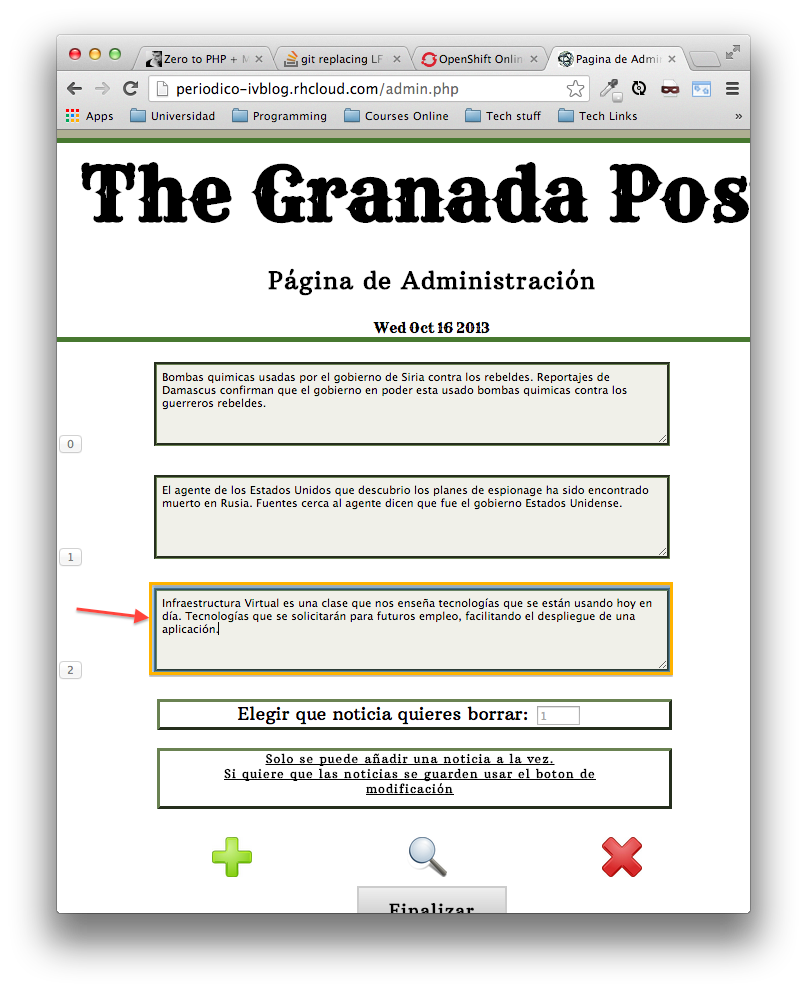 Zero to PHP + M
git replacing LF
OpenShift Onlin
Pagina de Admin
periodico-ivblog.rhcloud.com/admin.php
Apps Universidad Programming Courses Online Tech stuff Tech Links »
The Granada Pos
Página de Administración
Wed Oct 16 2013
Bombas quimicas usadas por el gobierno de Siria contra los rebeldes. Reportajes de
Damascus confirman que el gobierno en poder esta usado bombas quimicas contra los
guerreros rebeldes.
0
El agente de los Estados Unidos que descubrio los planes de espionage ha sido encontrado
muerto en Rusia. Fuentes cerca al agente dicen que fue el gobierno Estados Unidense.
1
Infraestructura Virtual es una clase que nos enseña tecnologías que se están usando hoy en
día. Tecnologías que se solicitarán para futuros empleo, facilitando el despliegue de una
aplicación.
2
Elegir que noticia quieres borrar: 1
Solo se puede añadir una noticia a la vez.
Si quiere que las noticias se guarden usar el boton de
modificación
Finalizar